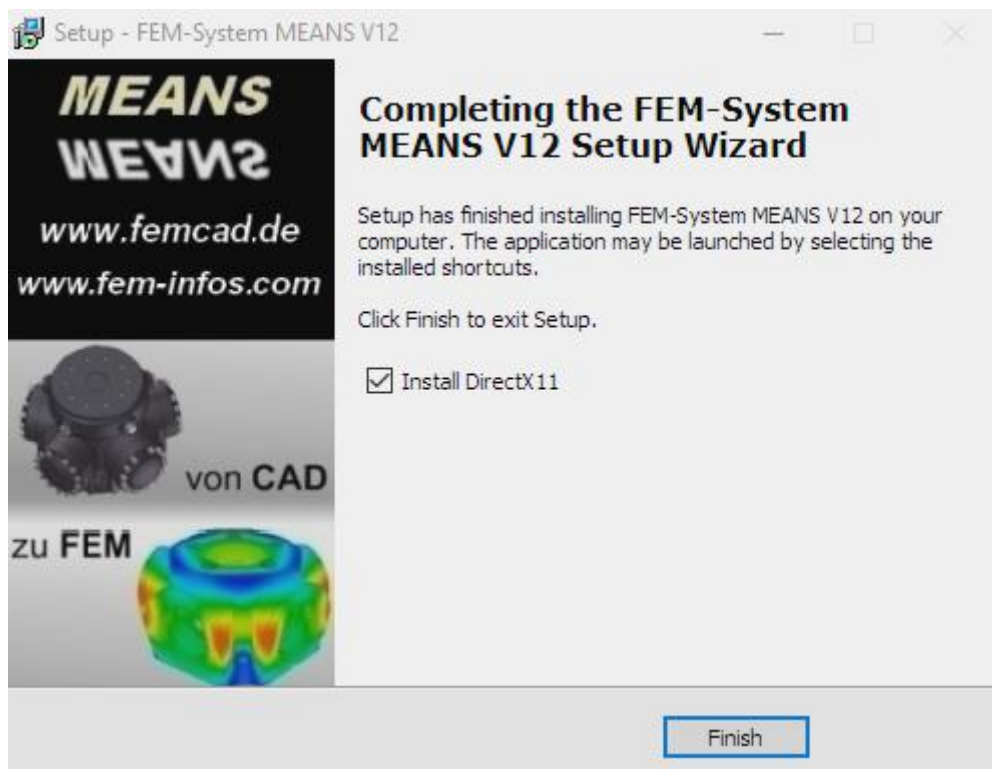 Setup - FEM-System MEANS V12
MEANS
MEANS
www.femcad.de
www.fem-infos.com
von CAD
zu FEM
Completing the FEM-System
MEANS V12 Setup Wizard
Setup has finished installing FEM-System MEANS V12 on your
computer. The application may be launched by selecting the
installed shortcuts.
Click Finish to exit Setup.
Install DirectX11
Finish